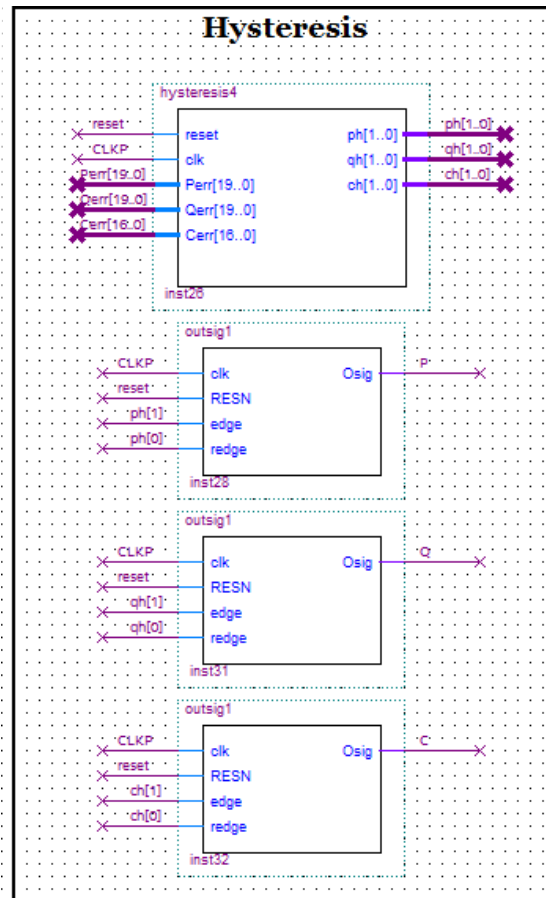 Hysteresis
hysteresis4
reset
CLKP
Perr[19..0]
Qerr[19..0]
Cerr[16..0]
reset
clk
Perr[19..0]
Qerr[19..0]
Cerr[16..0]
ph[1..0]
qh[1..0]
ch[1..0]
ph[1..0]
qh[1..0]
ch[1..0]
inst26
outsig1
CLKP
reset
ph[1]
ph[0]
clk
RESN
edge
redge
Osig
P
inst28
outsig1
CLKP
reset
qh[1]
qh[0]
clk
RESN
edge
redge
Osig
Q
inst31
outsig1
CLKP
reset
ch[1]
ch[0]
clk
RESN
edge
redge
Osig
C
inst32